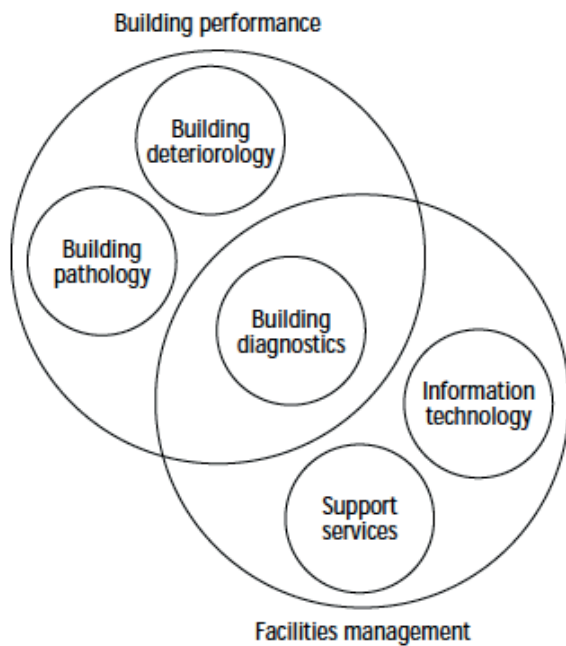 Building performance
Building
deteriorology
Building
pathology
Building
diagnostics
Information
technology
Support
services
Facilities management